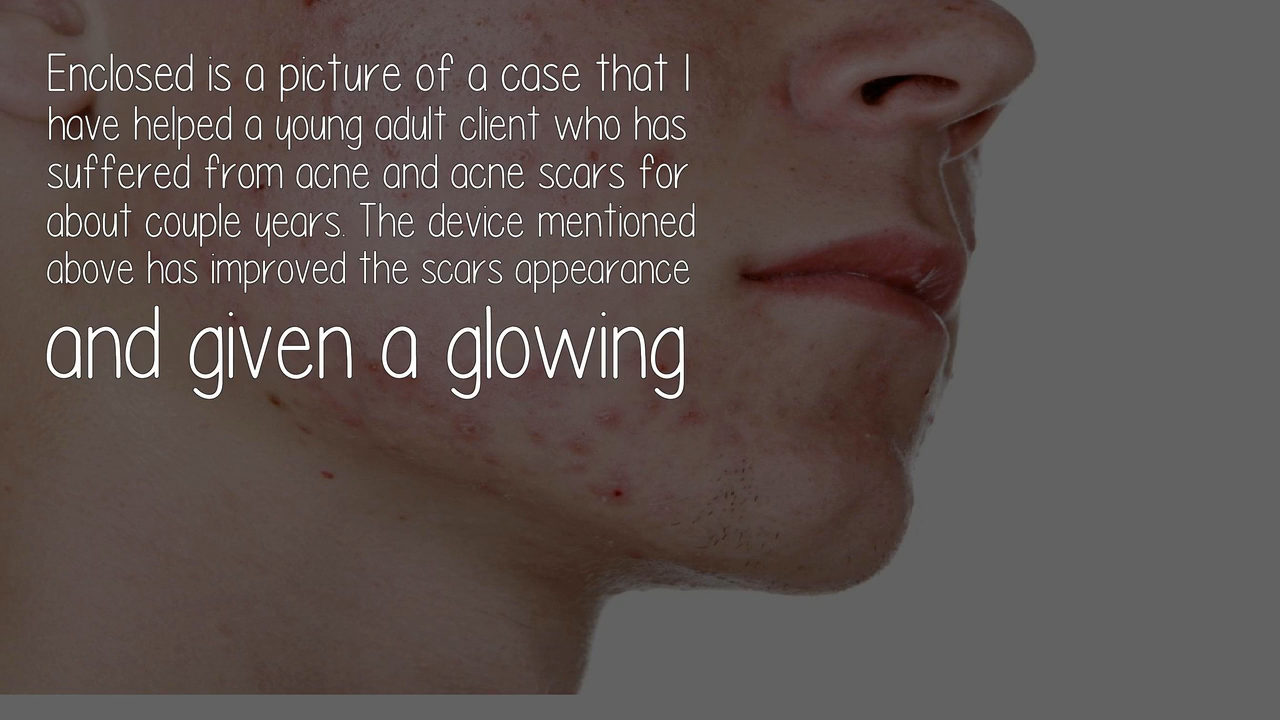 Enclosed is a picture of a case that I
have helped a young adult client who has
suffered from acne and acne scars for
about couple years. The device mentioned
above has improved the scars appearance
and given a glowing